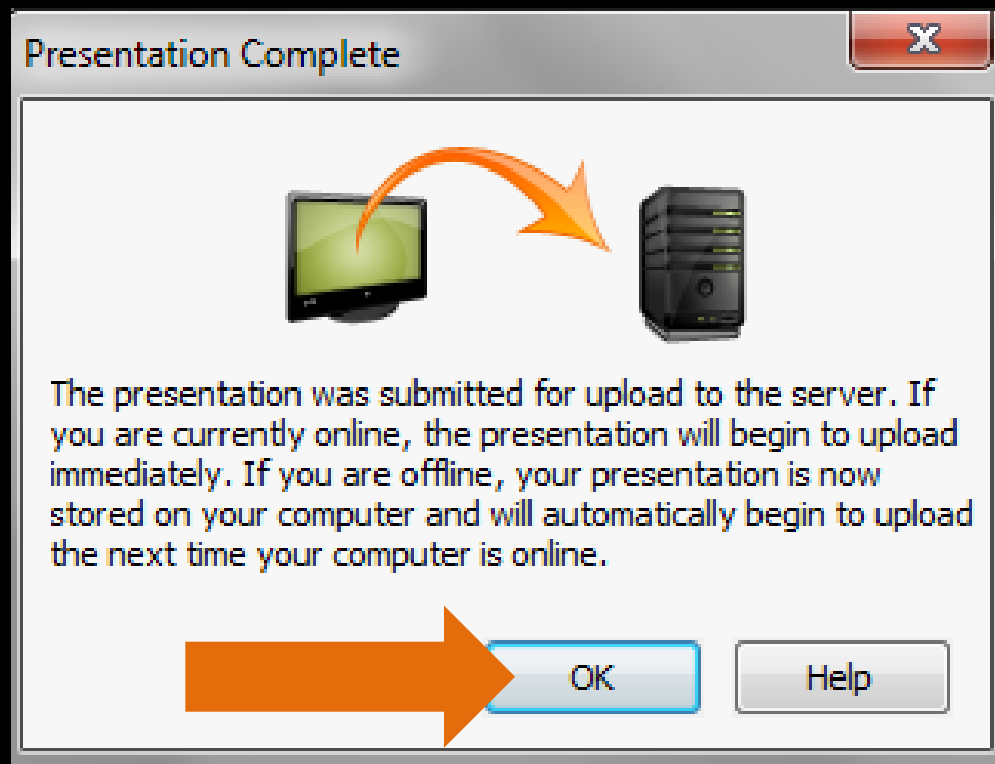 Presentation Complete
The presentation was submitted for upload to the server. If
you are currently online, the presentation will begin to upload
immediately. If you are offline, your presentation is now
stored on your computer and will automatically begin to upload
the next time your computer is online.
OK
Help